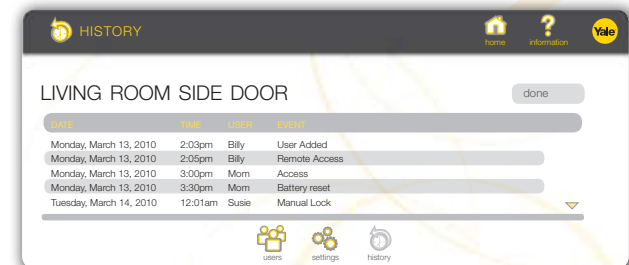 HISTORY
home information Yale
LIVING ROOM SIDE DOOR
done
DATE TIME USER EVENT
Monday, March 13, 2010 2:03pm Billy User Added
Monday, March 13, 2010 2:05pm Billy Remote Access
Monday, March 13, 2010 3:00pm Mom Access
Monday, March 13, 2010 3:30pm Mom Battery reset
Tuesday, March 14, 2010 12:01am Susie Manual Lock
users settings history